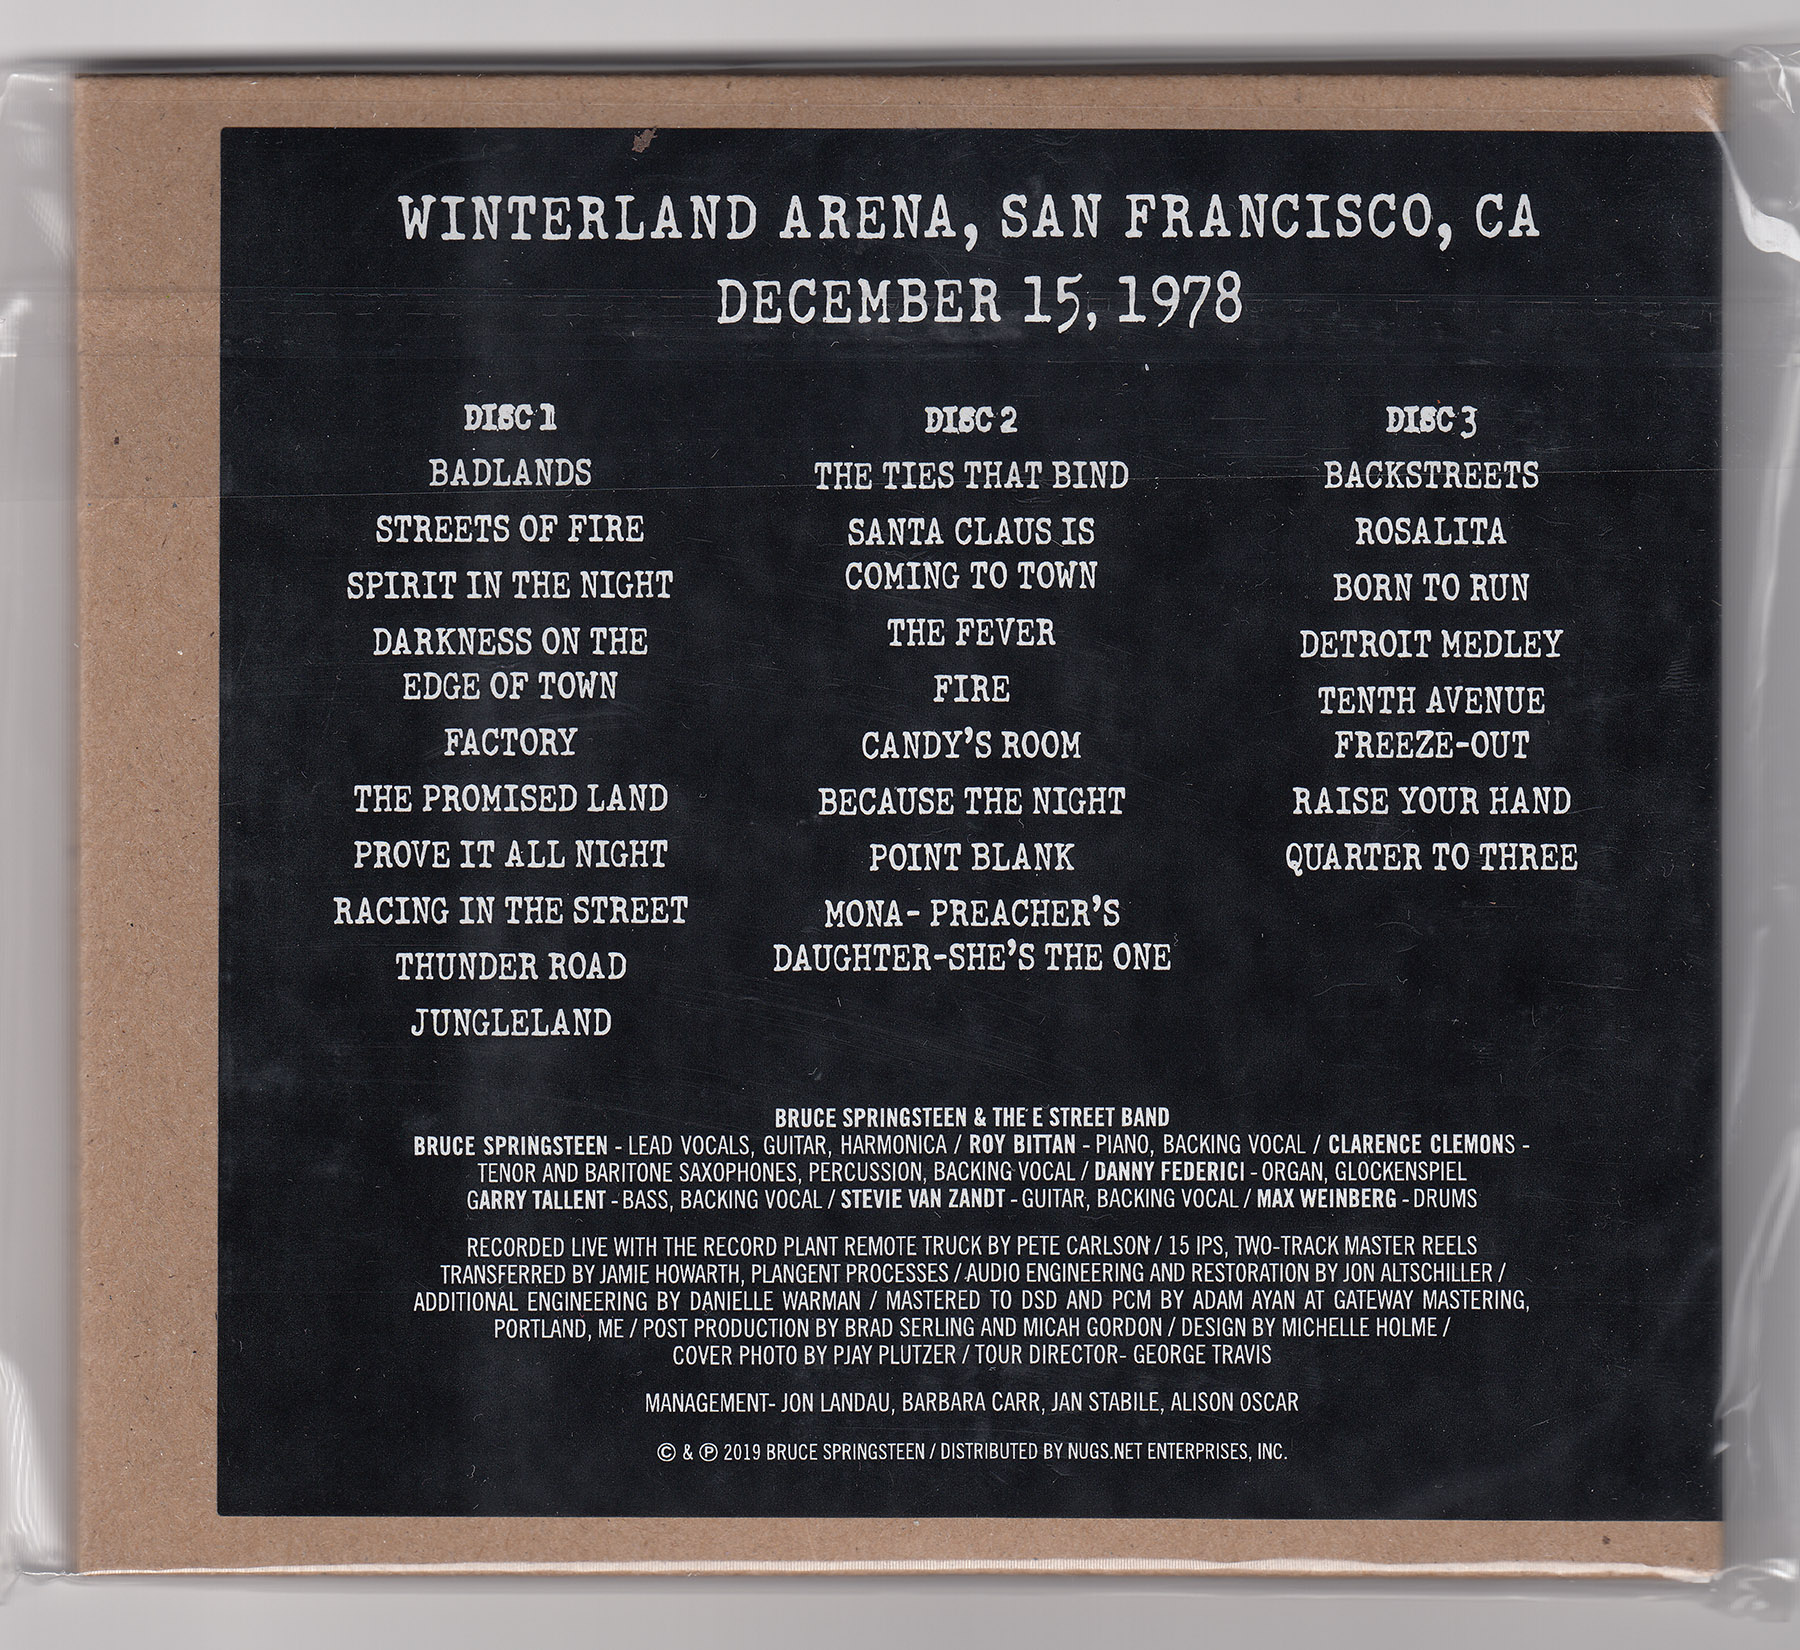 WINTERLAND ARENA, SAN FRANCISCO, CA
DECEMBER 15, 1978
DISC 1
BADLANDS
STREETS OF FIRE
SPIRIT IN THE NIGHT
DARKNESS ON THE
EDGE OF TOWN
FACTORY
THE PROMISED LAND
PROVE IT ALL NIGHT
RACING IN THE STREET
THUNDER ROAD
JUNGLELAND
DISC 2
THE TIES THAT BIND
SANTA CLAUS IS
COMING TO TOWN
THE FEVER
FIRE
CANDY'S ROOM
BECAUSE THE NIGHT
POINT BLANK
MONA- PREACHER'S
DAUGHTER-SHE'S THE ONE
DISC 3
BACKSTREETS
ROSALITA
BORN TO RUN
DETROIT MEDLEY
TENTH AVENUE
FREEZE-OUT
RAISE YOUR HAND
QUARTER TO THREE
BRUCE SPRINGSTEEN & THE E STREET BAND
BRUCE SPRINGSTEEN - LEAD VOCALS, GUITAR, HARMONICA / ROY BITTAN - PIANO, BACKING VOCAL / CLARENCE CLEMONS -
TENOR AND BARITONE SAXOPHONES, PERCUSSION, BACKING VOCAL / DANNY FEDERICI - ORGAN, GLOCKENSPIEL
GARRY TALLENT - BASS, BACKING VOCAL / STEVIE VAN ZANDT - GUITAR, BACKING VOCAL / MAX WEINBERG - DRUMS
RECORDED LIVE WITH THE RECORD PLANT REMOTE TRUCK BY PETE CARLSON / 15 IPS, TWO-TRACK MASTER REELS
TRANSFERRED BY JAMIE HOWARTH, PLANGENT PROCESSES / AUDIO ENGINEERING AND RESTORATION BY JON ALTSCHILLER /
ADDITIONAL ENGINEERING BY DANIELLE WARMAN / MASTERED TO DSD AND PCM BY ADAM AYAN AT GATEWAY MASTERING,
PORTLAND, ME / POST PRODUCTION BY BRAD SERLING AND MICAH GORDON / DESIGN BY MICHELLE HOLME /
COVER PHOTO BY PJAY PLUTZER / TOUR DIRECTOR- GEORGE TRAVIS
MANAGEMENT- JON LANDAU, BARBARA CARR, JAN STABILE, ALISON OSCAR
© & ℗ 2019 BRUCE SPRINGSTEEN / DISTRIBUTED BY NUGS.NET ENTERPRISES, INC.